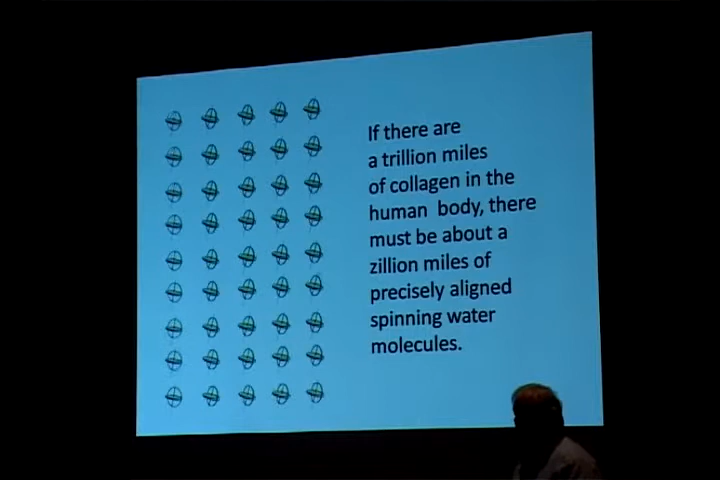 If there are
a trillion miles
of collagen in the
human body, there
must be about a
zillion miles of
precisely aligned
spinning water
molecules.